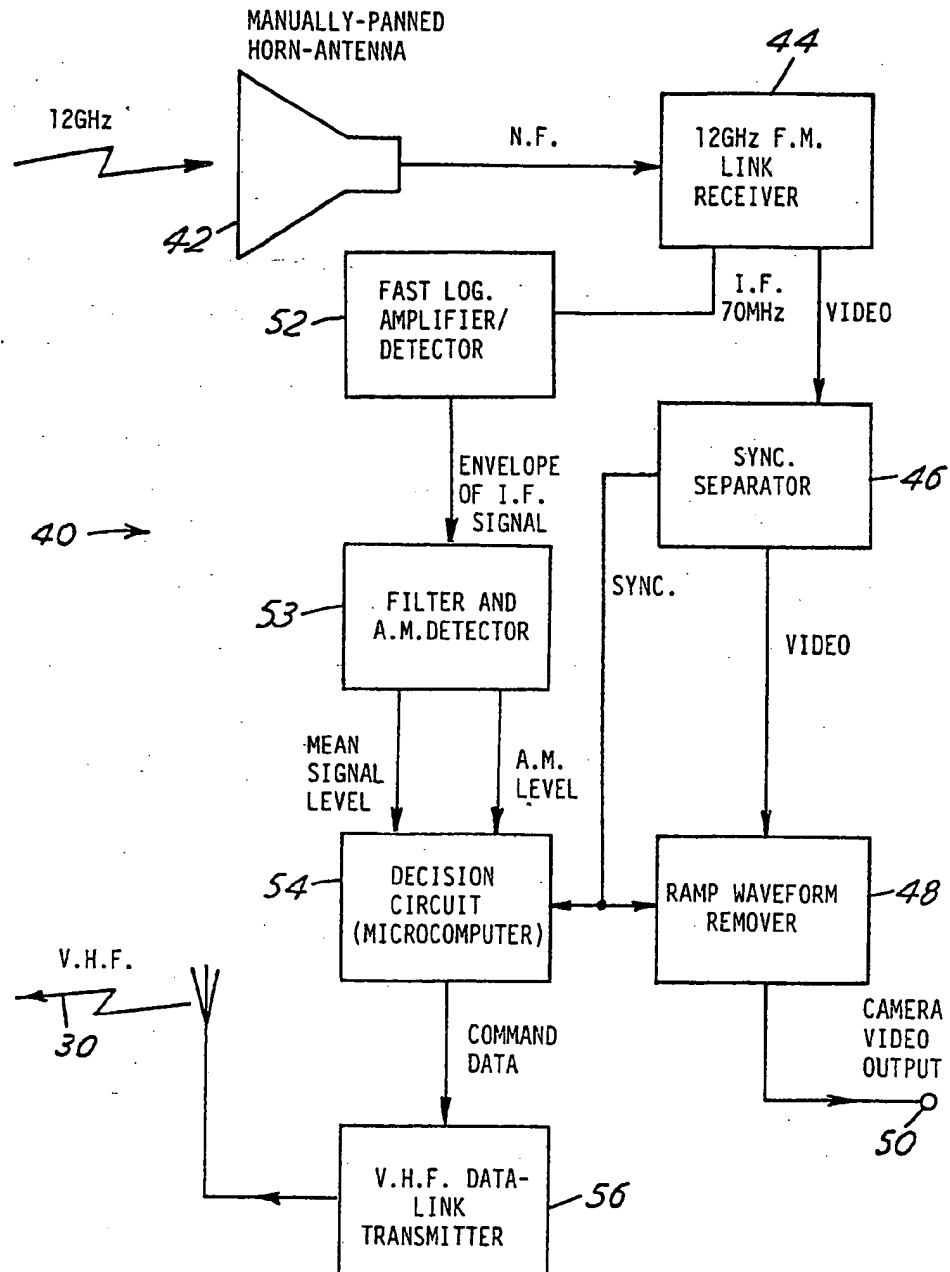 MANUALLY-PANNED
HORN-ANTENNA
44
12GHz
N.F.
12GHz F.M.
LINK
RECEIVER
42
I.F.
70MHz
VIDEO
52
FAST LOG.
AMPLIFIER/
DETECTOR
SYNC.
SEPARATOR
46
ENVELOPE
OF I.F.
SIGNAL
40
SYNC.
53
FILTER AND
A.M.DETECTOR
VIDEO
MEAN
SIGNAL
LEVEL
A.M.
LEVEL
54
DECISION
CIRCUIT
(MICROCOMPUTER)
RAMP WAVEFORM
REMOVER
48
V.H.F.
30
COMMAND
DATA
CAMERA
VIDEO
OUTPUT
50
V.H.F. DATA-
LINK
TRANSMITTER
56